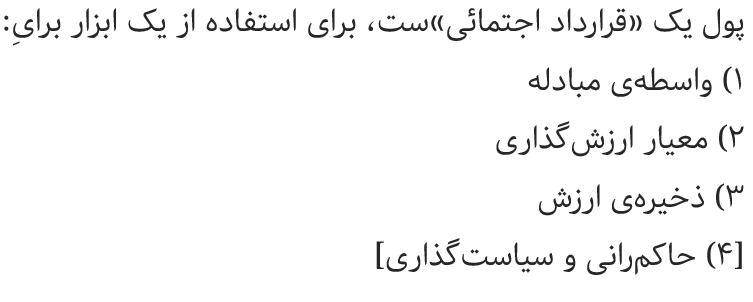 پول یک «قرارداد اجتمائی»ست، برای استفاده از یک ابزار برایِ:
۱) واسطه‌ی مبادله
۲) معیار ارزش‌گذاری
۳) ذخیره‌ی ارزش
[۴) حاکم‌رانی و سیاست‌گذاری]